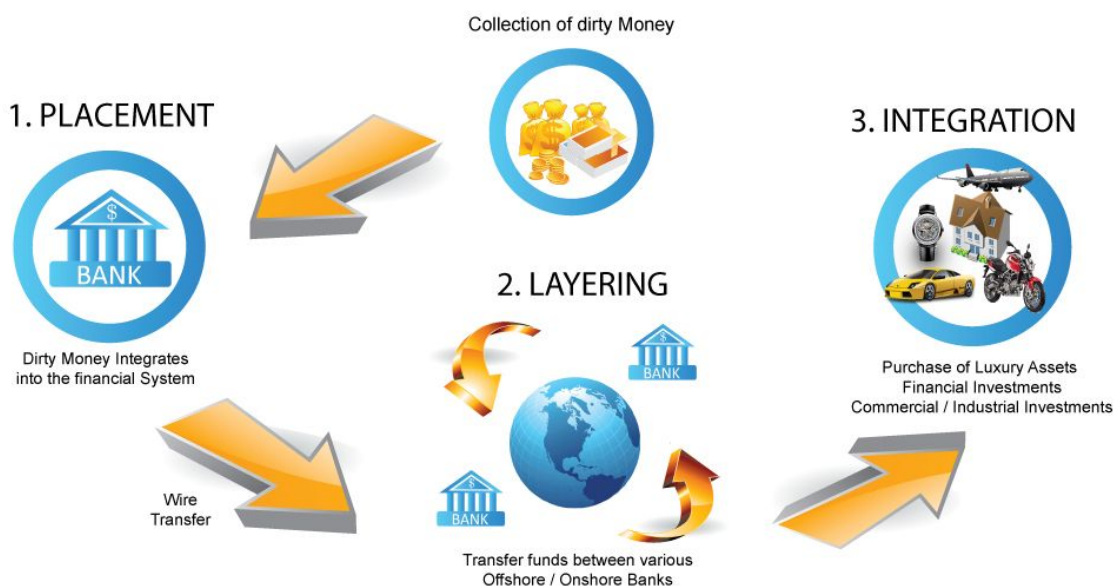 Collection of dirty Money
1. PLACEMENT
$
BANK
Dirty Money Integrates
into the financial System
Wire
Transfer
2. LAYERING
$
BANK
$
BANK
Transfer funds between various
Offshore / Onshore Banks
3. INTEGRATION
Purchase of Luxury Assets
Financial Investments
Commercial / Industrial Investments